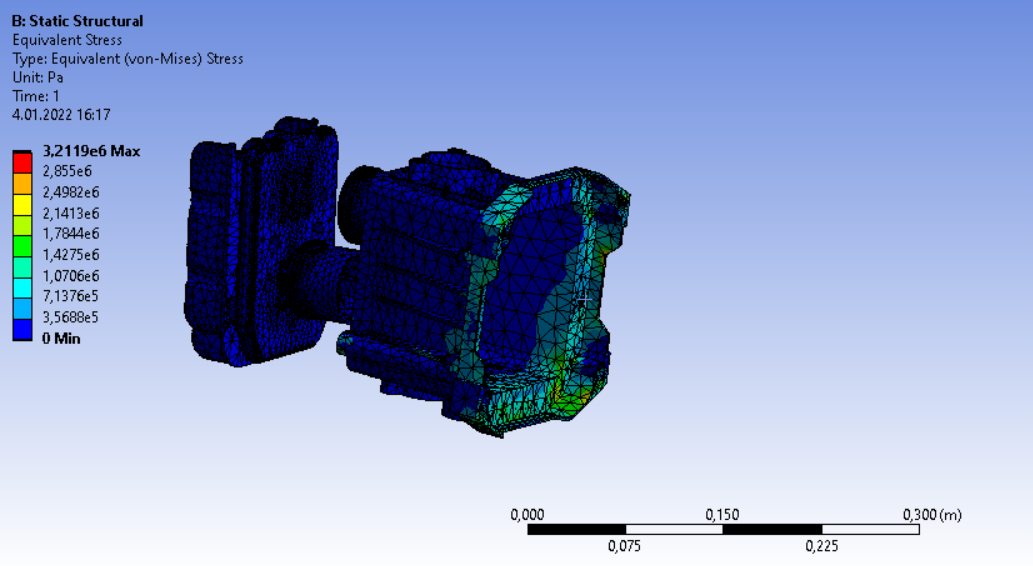 B: Static Structural
Equivalent Stress
Type: Equivalent (von-Mises) Stress
Unit: Pa
Time: 1
4.01.2022 16:17
3,2119e6 Max
2,855e6
2,4982e6
2,1413e6
1,7844e6
1,4275e6
1,0706e6
7,1376e5
3,5688e5
0 Min
0,000 0,150 0,300 (m)
0,075 0,225